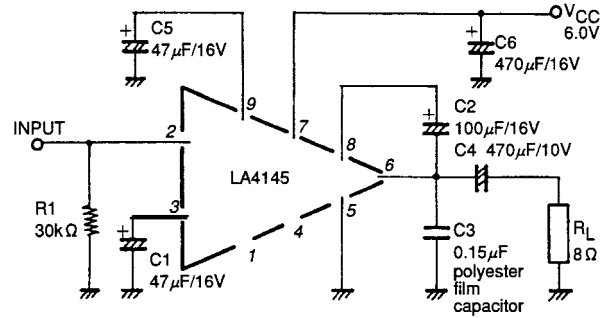 C5
47µF/16V
VCC
6.0V
C6
470µF/16V
9
7
8
C2
100µF/16V
INPUT
2
C4 470µF/10V
6
LA4145
R1
30kΩ
3
5
4
1
C1
47µF/16V
C3
0.15µF
polyester
film
capacitor
RL
8Ω
+
+
+
+